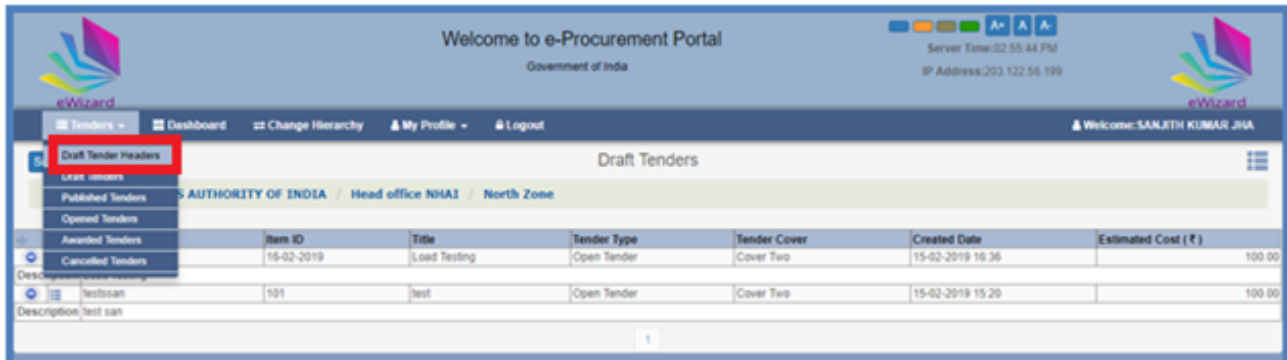 Welcome to e-Procurement Portal
Government of India
A+ A A-
Server Time:02:55:44 PM
IP Address:203.122.56.199
eWizard
eWizard
Tenders Dashboard Change Hierarchy My Profile Logout Welcome:SANJITH KUMAR JHA
Draft Tender Headers
Draft Tenders
Published Tenders
Opened Tenders
Awarded Tenders
Cancelled Tenders
Draft Tenders
AUTHORITY OF INDIA / Head office NHAI / North Zone
Item ID Title Tender Type Tender Cover Created Date Estimated Cost (₹)
16-02-2019 Load Testing Open Tender Cover Two 15-02-2019 16:36 100.00
testssan 101 test Open Tender Cover Two 15-02-2019 15:20 100.00
Description test san
1